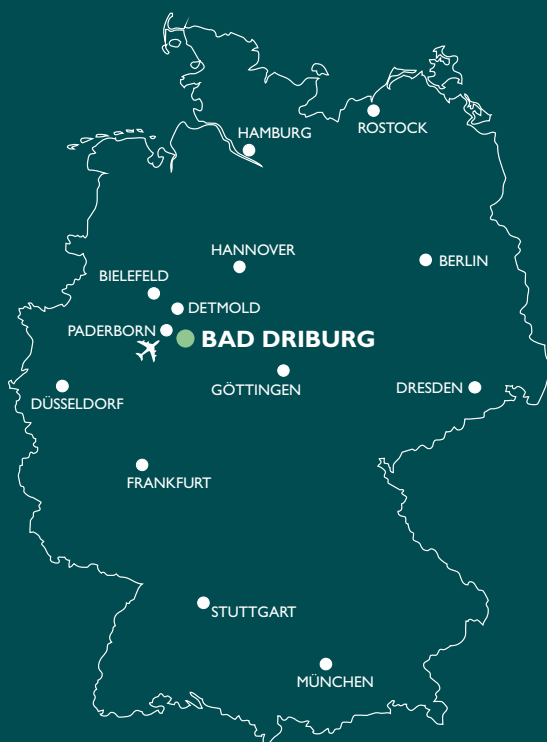 HAMBURG
ROSTOCK
HANNOVER
BERLIN
BIELEFELD
DETMOLD
PADERBORN
BAD DRIBURG
GÖTTINGEN
DRESDEN
DÜSSELDORF
FRANKFURT
STUTTGART
MÜNCHEN